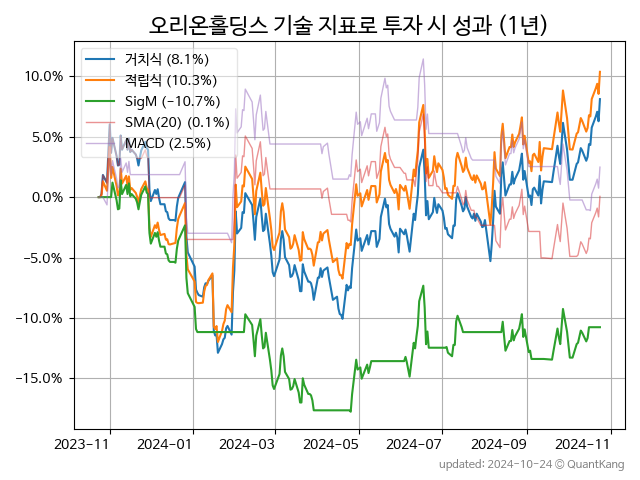 오리온홀딩스 기술 지표로 투자 시 성과 (1년)
거치식 (8.1%)
적립식 (10.3%)
SigM (−10.7%)
SMA(20) (0.1%)
MACD (2.5%)
10.0%
5.0%
0.0%
−5.0%
−10.0%
−15.0%
2023-11 2024-01 2024-03 2024-05 2024-07 2024-09 2024-11
updated: 2024-10-24 © QuantKang